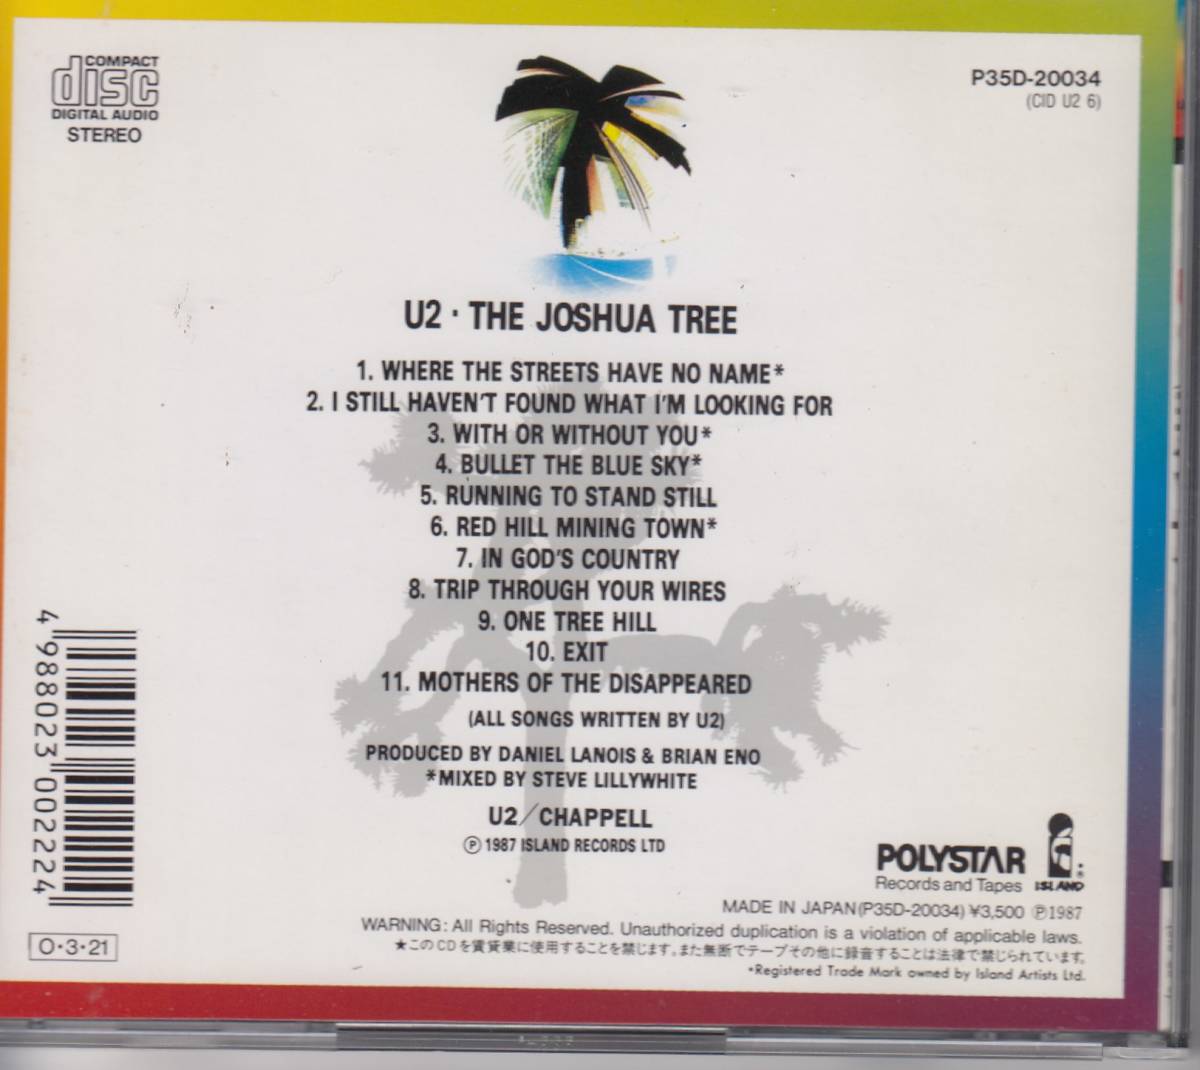 COMPACT
disc
DIGITAL AUDIO
STEREO
P35D-20034
(CID U2 6)
U2・THE JOSHUA TREE
1. WHERE THE STREETS HAVE NO NAME*
2. I STILL HAVEN'T FOUND WHAT I'M LOOKING FOR
3. WITH OR WITHOUT YOU*
4. BULLET THE BLUE SKY*
5. RUNNING TO STAND STILL
6. RED HILL MINING TOWN*
7. IN GOD'S COUNTRY
8. TRIP THROUGH YOUR WIRES
9. ONE TREE HILL
10. EXIT
11. MOTHERS OF THE DISAPPEARED
(ALL SONGS WRITTEN BY U2)
PRODUCED BY DANIEL LANOIS & BRIAN ENO
*MIXED BY STEVE LILLYWHITE
U2/CHAPPELL
Ⓟ 1987 ISLAND RECORDS LTD
4 988023 002224
O・3・21
POLYSTAR
Records and Tapes
ISLAND
®
MADE IN JAPAN(P35D-20034) ¥3,500 Ⓟ1987
WARNING: All Rights Reserved. Unauthorized duplication is a violation of applicable laws.
★このCDを賃貸業に使用することを禁じます。また無断でテープその他に録音することは法律で禁じられています。
•Registered Trade Mark owned by Island Artists Ltd.